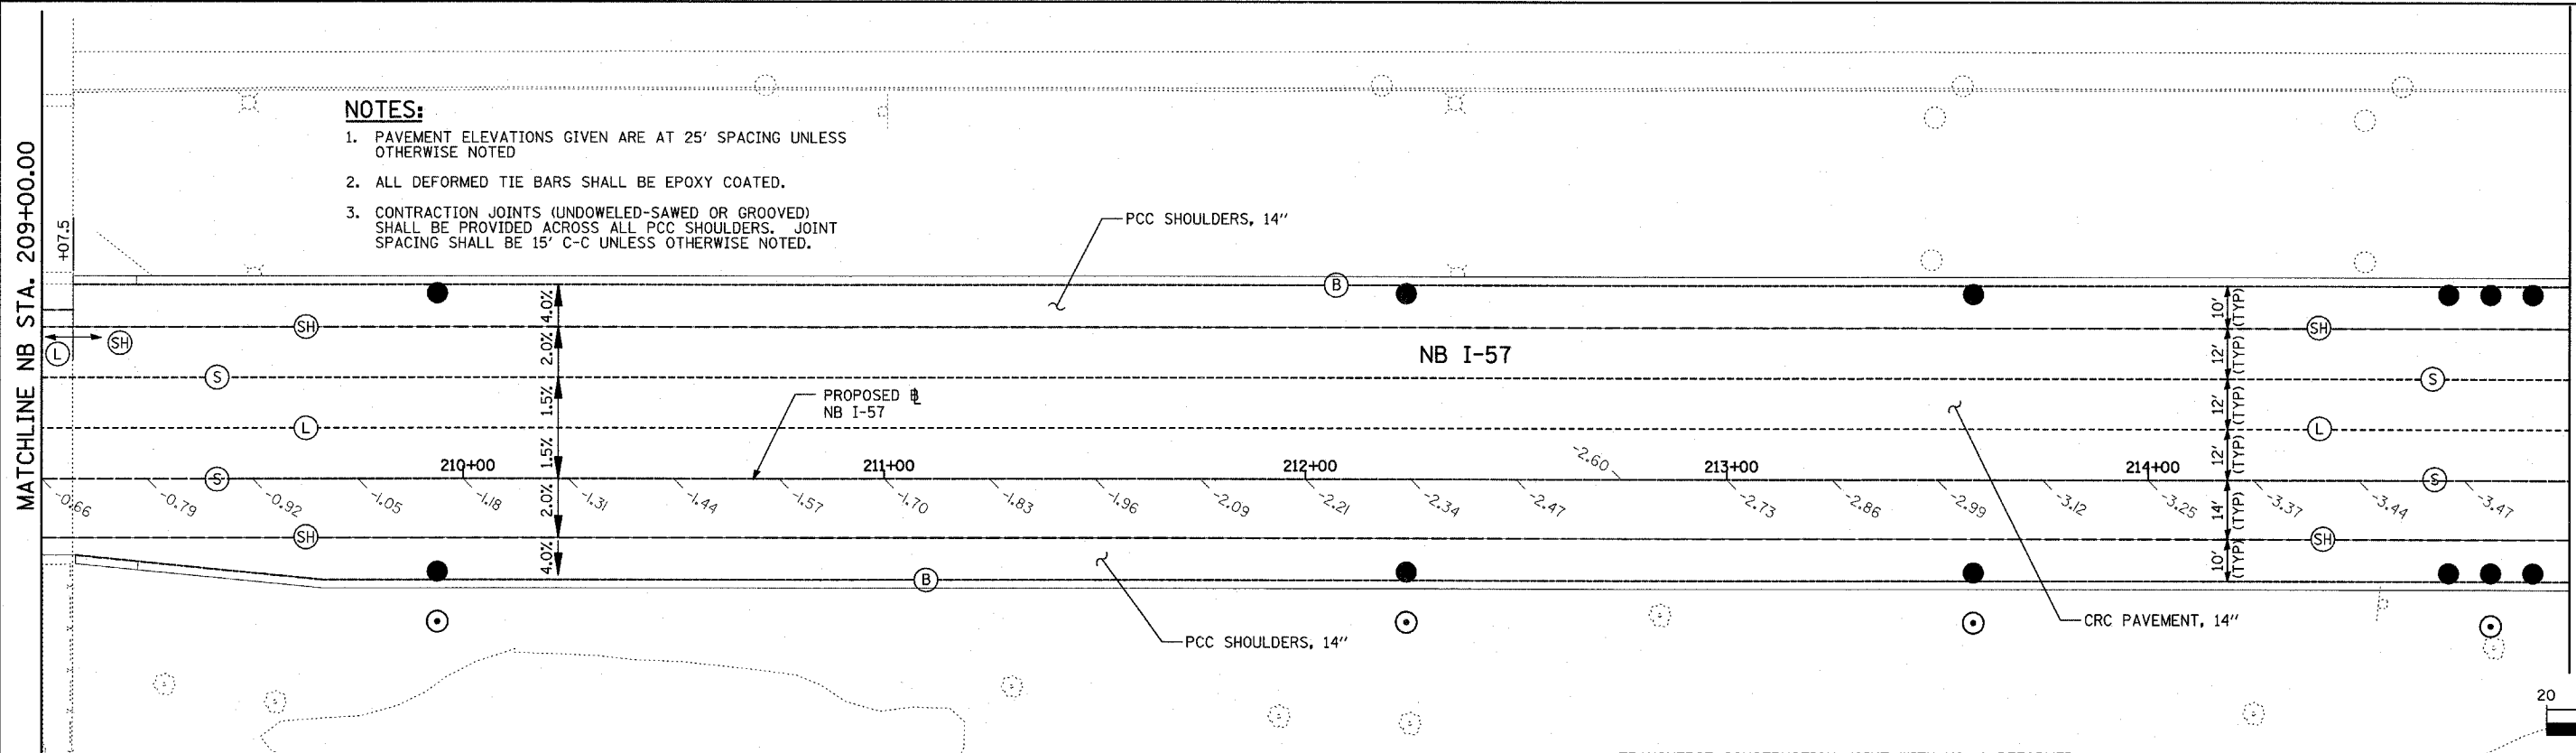 MATCHLINE NB STA. 209+00.00
+07.5
NOTES:
1. PAVEMENT ELEVATIONS GIVEN ARE AT 25' SPACING UNLESS
OTHERWISE NOTED
2. ALL DEFORMED TIE BARS SHALL BE EPOXY COATED.
3. CONTRACTION JOINTS (UNDOWELED-SAWED OR GROOVED)
SHALL BE PROVIDED ACROSS ALL PCC SHOULDERS. JOINT
SPACING SHALL BE 15' C-C UNLESS OTHERWISE NOTED.
PCC SHOULDERS, 14"
B
4.0%
10'
(TYP)
SH
SH
L
SH
2.0%
NB I-57
12'
(TYP)
S
S
1.5%
PROPOSED ℄
NB I-57
12'
(TYP)
L
L
1.5%
12'
(TYP)
210+00
211+00
212+00
-2.60
213+00
214+00
S
S
-0.66
-0.79
-0.92
-1.05
-1.18
-1.31
-1.44
-1.57
-1.70
-1.83
-1.96
-2.09
-2.21
-2.34
-2.47
-2.73
-2.86
-2.99
-3.12
-3.25
-3.37
-3.44
-3.47
2.0%
14'
(TYP)
SH
SH
4.0%
10'
(TYP)
B
PCC SHOULDERS, 14"
CRC PAVEMENT, 14"
20